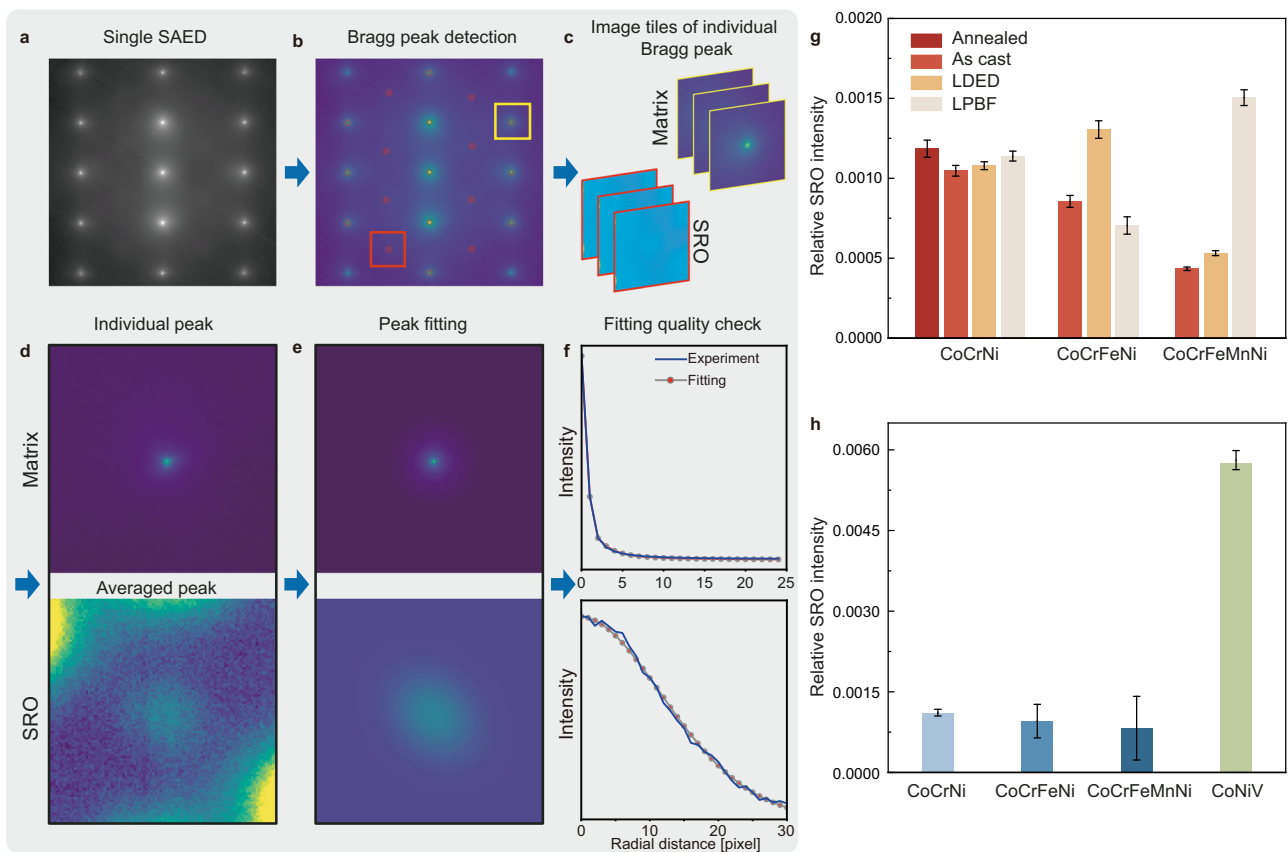 a
Single SAED
b
Bragg peak detection
c
Image tiles of individual
Bragg peak
Matrix
SRO
Individual peak
Peak fitting
Fitting quality check
d
Matrix
Averaged peak
SRO
e
f
Experiment
Fitting
Intensity
0 5 10 15 20 25
Intensity
0 10 20 30
Radial distance [pixel]
g
Relative SRO intensity
0.0020
0.0015
0.0010
0.0005
0.0000
Annealed
As cast
LDED
LPBF
CoCrNi CoCrFeNi CoCrFeMnNi
h
Relative SRO intensity
0.0060
0.0045
0.0030
0.0015
0.0000
CoCrNi CoCrFeNi CoCrFeMnNi CoNiV